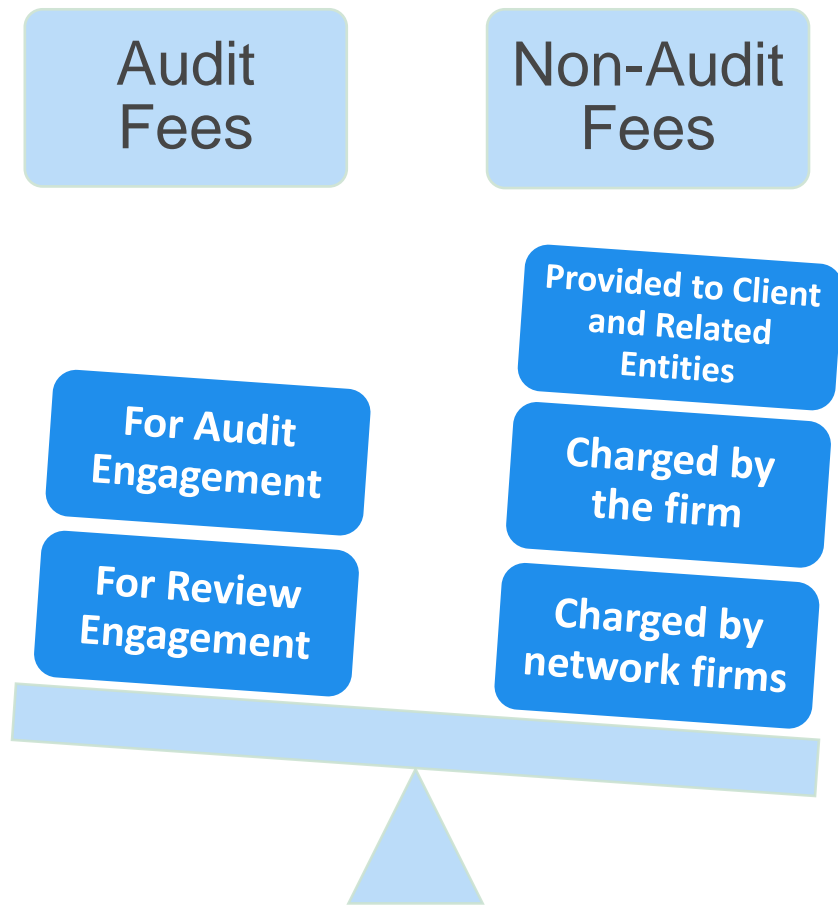 Audit
Fees
Non-Audit
Fees
For Audit
Engagement
For Review
Engagement
Provided to Client
and Related
Entities
Charged by
the firm
Charged by
network firms